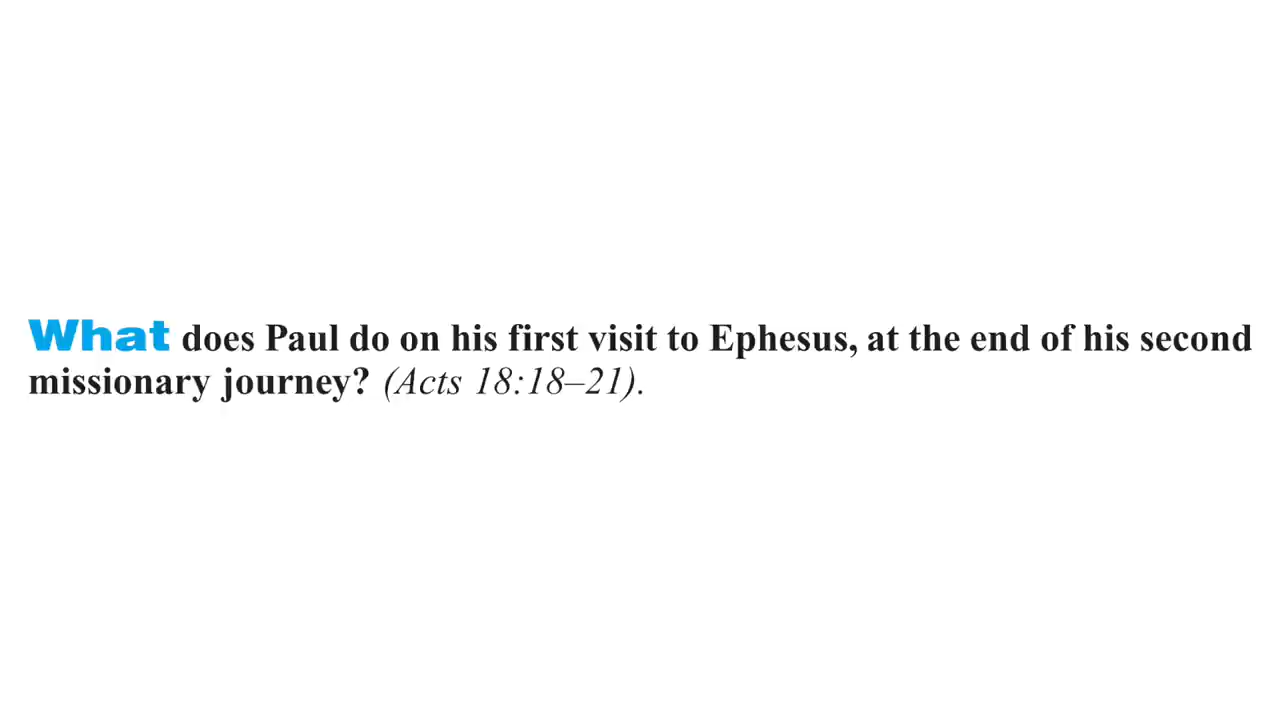 What does Paul do on his first visit to Ephesus, at the end of his second
missionary journey? (Acts 18:18–21).